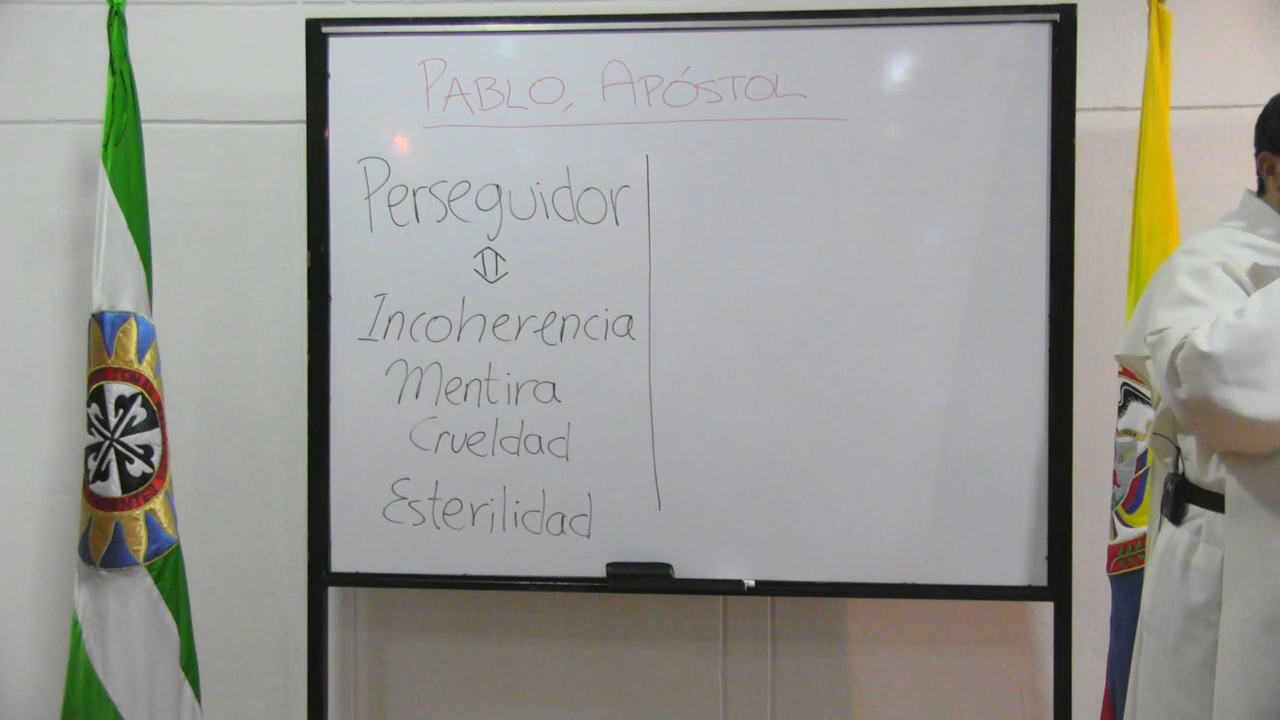 PABLO, APÓSTOL
Perseguidor
Incoherencia
Mentira
Crueldad
Esterilidad